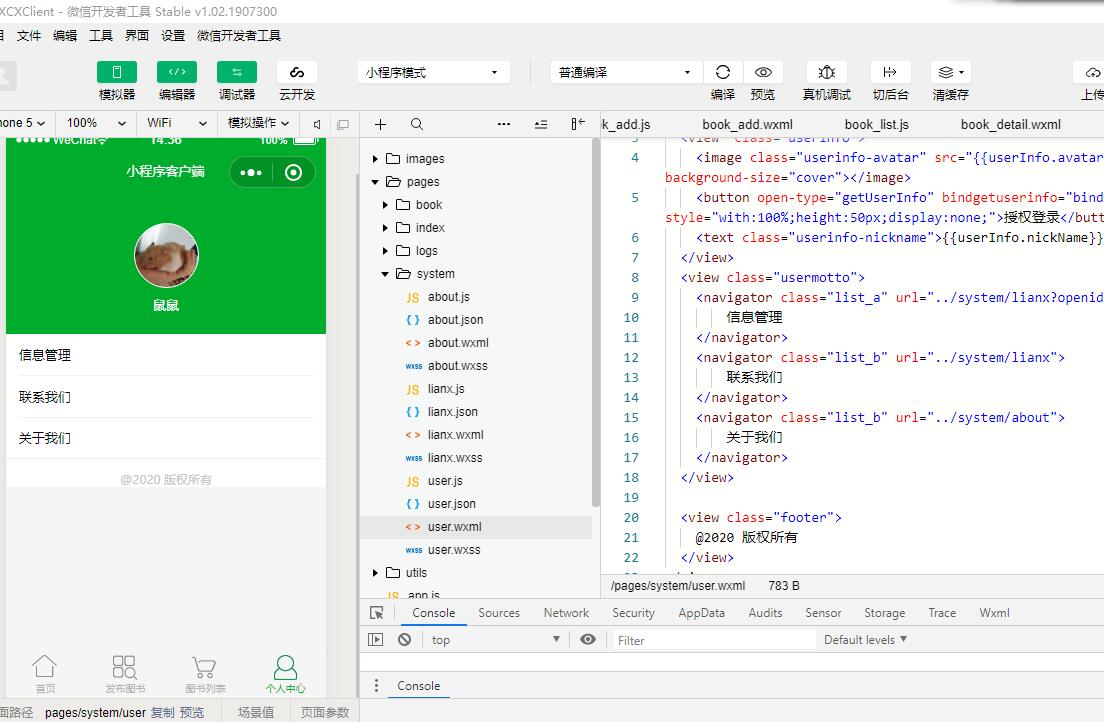 XCXClient - 微信开发者工具 Stable v1.02.1907300
文件 编辑 工具 界面 设置 微信开发者工具
模拟器 编辑器 调试器 云开发
小程序模式
普通编译
编译 预览 真机调试 切后台 清缓存 上传
hone 5 100% WiFi 模拟操作
WeChat 14:56 100%
小程序客户端
鼠鼠
信息管理
联系我们
关于我们
@2020 版权所有
首页 发布图书 图书列表 个人中心
面路径 pages/system/user 复制 预览 场景值 页面参数
images
pages
book
index
logs
system
JS about.js
{ } about.json
< > about.wxml
wxss about.wxss
JS lianx.js
{ } lianx.json
< > lianx.wxml
wxss lianx.wxss
JS user.js
{ } user.json
< > user.wxml
wxss user.wxss
utils
JS app.js
k_add.js book_add.wxml book_list.js book_detail.wxml
3 <view class="userinfo">
4 <image class="userinfo-avatar" src="{{userInfo.avatar
background-size="cover"></image>
5 <button open-type="getUserInfo" bindgetuserinfo="bind
style="with:100%;height:50px;display:none;">授权登录</butt
6 <text class="userinfo-nickname">{{userInfo.nickName}}
7 </view>
8 <view class="usermotto">
9 <navigator class="list_a" url="../system/lianx?openid
10 信息管理
11 </navigator>
12 <navigator class="list_b" url="../system/lianx">
13 联系我们
14 </navigator>
15 <navigator class="list_b" url="../system/about">
16 关于我们
17 </navigator>
18 </view>
19
20 <view class="footer">
21 @2020 版权所有
22 </view>
/pages/system/user.wxml 783 B
Console Sources Network Security AppData Audits Sensor Storage Trace Wxml
top Filter Default levels
Console